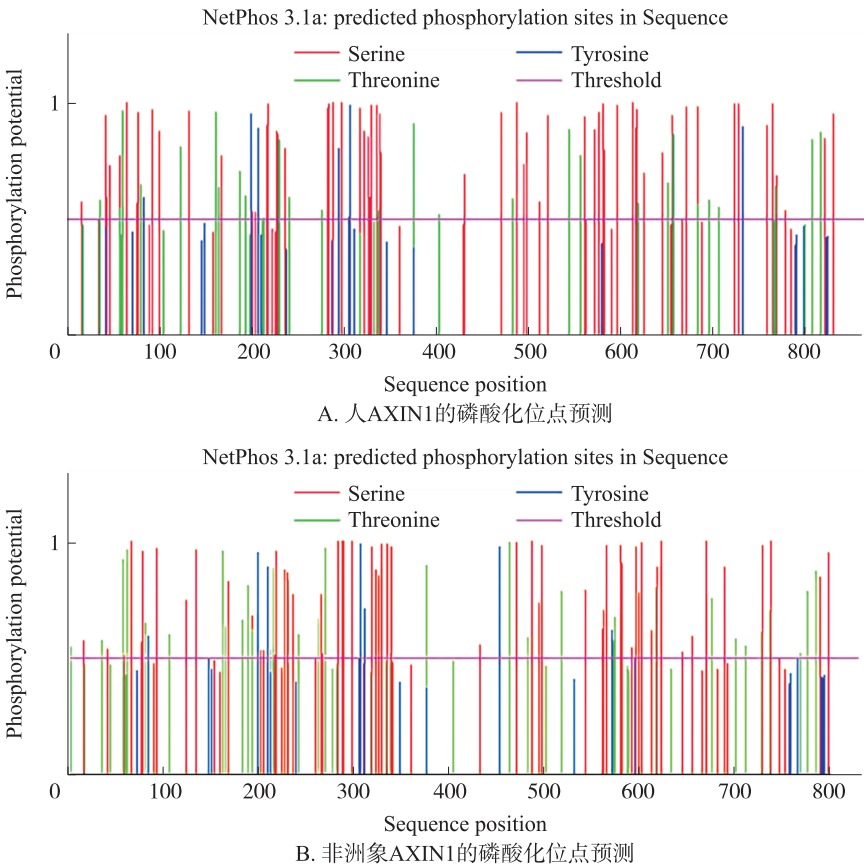 NetPhos 3.1a: predicted phosphorylation sites in Sequence
Serine Tyrosine
Threonine Threshold
Phosphorylation potential
1
0 100 200 300 400 500 600 700 800
Sequence position
A. 人AXIN1的磷酸化位点预测
NetPhos 3.1a: predicted phosphorylation sites in Sequence
Serine Tyrosine
Threonine Threshold
Phosphorylation potential
1
0 100 200 300 400 500 600 700 800
Sequence position
B. 非洲象AXIN1的磷酸化位点预测